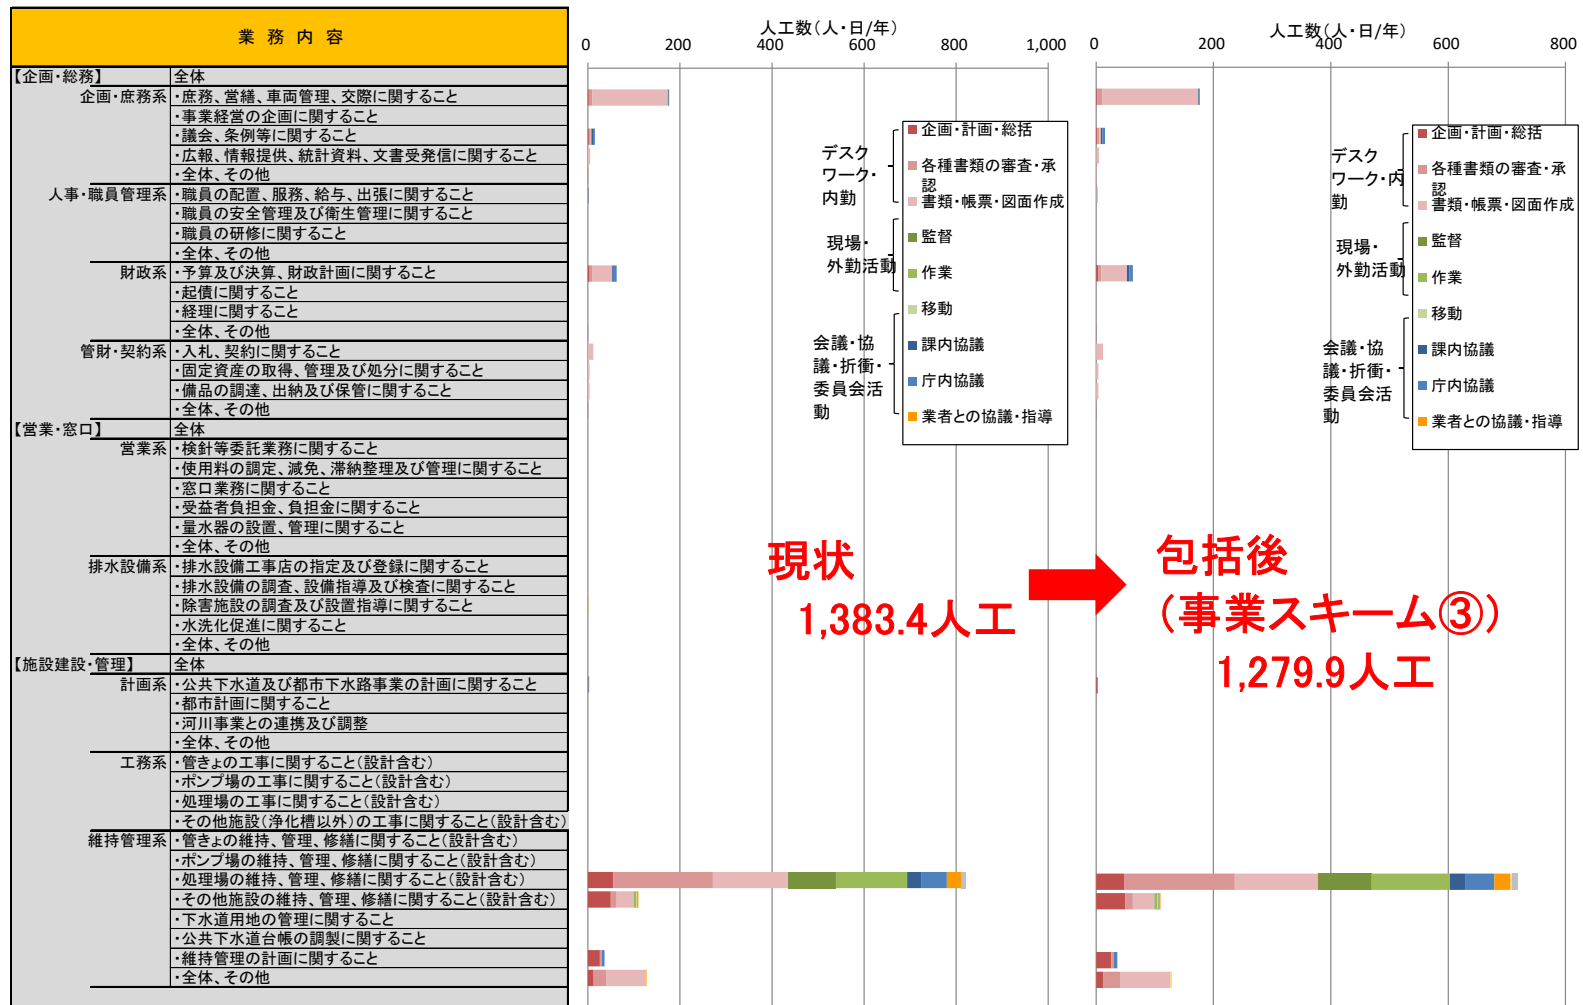 業 務 内 容
【企画・総務】 全体
企画・庶務系 ・庶務、営繕、車両管理、交際に関すること
・事業経営の企画に関すること
・議会、条例等に関すること
・広報、情報提供、統計資料、文書受発信に関すること
・全体、その他
人事・職員管理系 ・職員の配置、服務、給与、出張に関すること
・職員の安全管理及び衛生管理に関すること
・職員の研修に関すること
・全体、その他
財政系 ・予算及び決算、財政計画に関すること
・起債に関すること
・経理に関すること
・全体、その他
管財・契約系 ・入札、契約に関すること
・固定資産の取得、管理及び処分に関すること
・備品の調達、出納及び保管に関すること
・全体、その他
【営業・窓口】 全体
営業系 ・検針等委託業務に関すること
・使用料の調定、減免、滞納整理及び管理に関すること
・窓口業務に関すること
・受益者負担金、負担金に関すること
・量水器の設置、管理に関すること
・全体、その他
排水設備系 ・排水設備工事店の指定及び登録に関すること
・排水設備の調査、設備指導及び検査に関すること
・除害施設の調査及び設置指導に関すること
・水洗化促進に関すること
・全体、その他
【施設建設・管理】 全体
計画系 ・公共下水道及び都市下水路事業の計画に関すること
・都市計画に関すること
・河川事業との連携及び調整
・全体、その他
工務系 ・管きょの工事に関すること(設計含む)
・ポンプ場の工事に関すること(設計含む)
・処理場の工事に関すること(設計含む)
・その他施設(浄化槽以外)の工事に関すること(設計含む)
維持管理系 ・管きょの維持、管理、修繕に関すること(設計含む)
・ポンプ場の維持、管理、修繕に関すること(設計含む)
・処理場の維持、管理、修繕に関すること(設計含む)
・その他施設の維持、管理、修繕に関すること(設計含む)
・下水道用地の管理に関すること
・公共下水道台帳の調製に関すること
・維持管理の計画に関すること
・全体、その他
人工数(人・日/年)
0 200 400 600 800 1,000
デスク
ワーク・
内勤
現場・
外勤活動
会議・協
議・折衝・
委員会活
動
企画・計画・総括
各種書類の審査・承
認
書類・帳票・図面作成
監督
作業
移動
課内協議
庁内協議
業者との協議・指導
現状
1,383.4人工
人工数(人・日/年)
0 200 400 600 800
デスク
ワーク・内
勤
現場・
外勤活動
会議・協
議・折衝・
委員会活
動
企画・計画・総括
各種書類の審査・承
認
書類・帳票・図面作成
監督
作業
移動
課内協議
庁内協議
業者との協議・指導
包括後
(事業スキーム③)
1,279.9人工